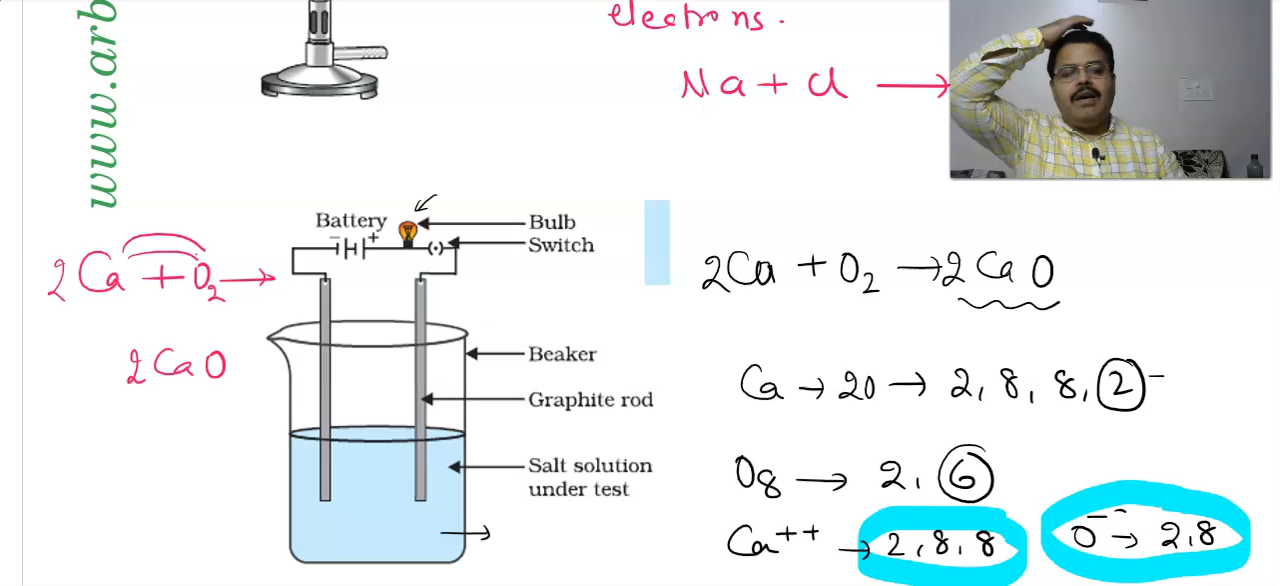 www.arb
electrons.
Na + Cl →
Battery
− +
Bulb
Switch
2Ca + O₂ →
2CaO
Beaker
Graphite rod
Salt solution
under test
2Ca + O₂ → 2CaO
Ca → 20 → 2, 8, 8, 2 −
O8 → 2, 6
Ca⁺⁺ → 2, 8, 8
O⁻⁻ → 2,8